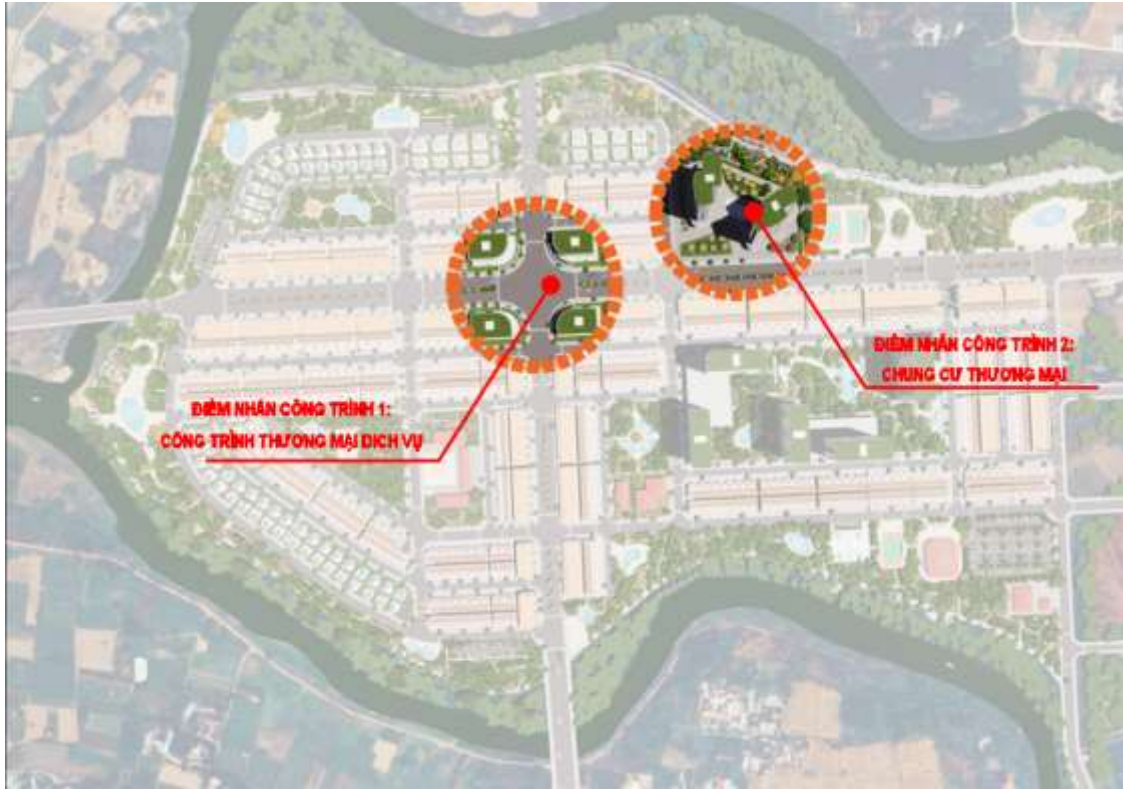 ĐIỂM NHẤN CÔNG TRÌNH 1:
CÔNG TRÌNH THƯƠNG MẠI DỊCH VỤ
ĐIỂM NHẤN CÔNG TRÌNH 2:
CHUNG CƯ THƯƠNG MẠI